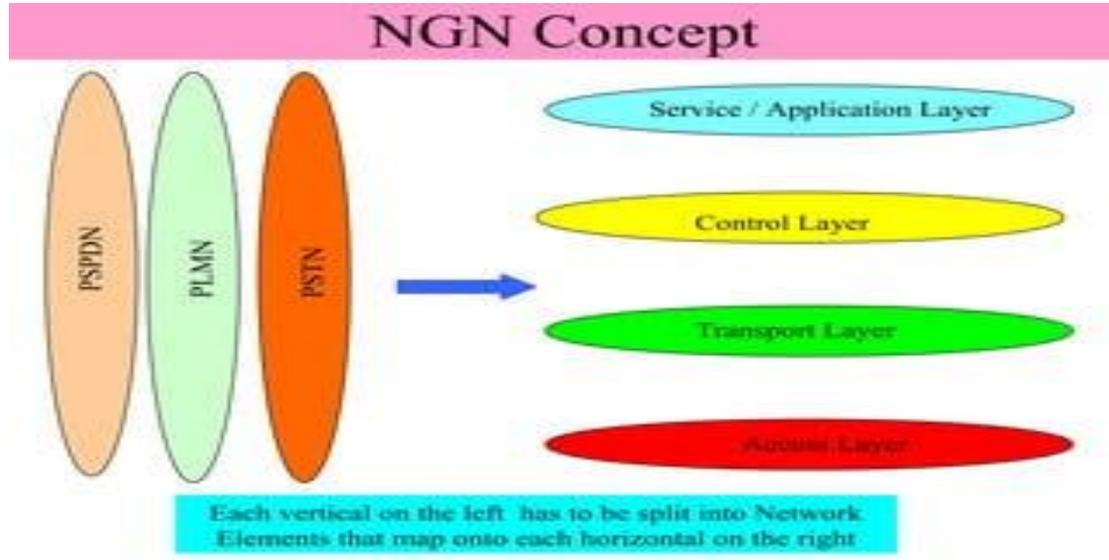 NGN Concept
PSPDN
PLMN
PSTN
Service / Application Layer
Control Layer
Transport Layer
Access Layer
Each vertical on the left has to be split into Network
Elements that map onto each horizontal on the right